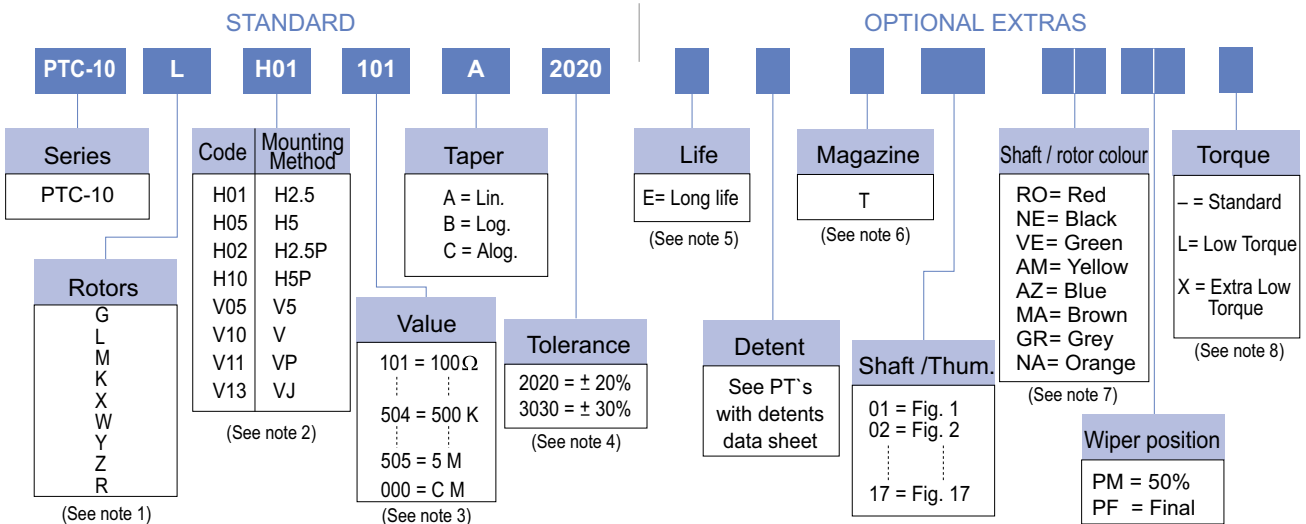 STANDARD
OPTIONAL EXTRAS
PTC-10 L H01 101 A 2020
Series
PTC-10
Rotors
G
L
M
K
X
W
Y
Z
R
(See note 1)
Code Mounting Method
H01 H2.5
H05 H5
H02 H2.5P
H10 H5P
V05 V5
V10 V
V11 VP
V13 VJ
(See note 2)
Taper
A = Lin.
B = Log.
C = Alog.
Value
101 = 100Ω
504 = 500 K
505 = 5 M
000 = C M
(See note 3)
Tolerance
2020 = ± 20%
3030 = ± 30%
(See note 4)
Life
E= Long life
(See note 5)
Detent
See PT`s
with detents
data sheet
Magazine
T
(See note 6)
Shaft /Thum.
01 = Fig. 1
02 = Fig. 2
17 = Fig. 17
Shaft / rotor colour
RO= Red
NE= Black
VE= Green
AM= Yellow
AZ= Blue
MA= Brown
GR= Grey
NA= Orange
(See note 7)
Wiper position
PM = 50%
PF = Final
Torque
– = Standard
L= Low Torque
X = Extra Low
Torque
(See note 8)